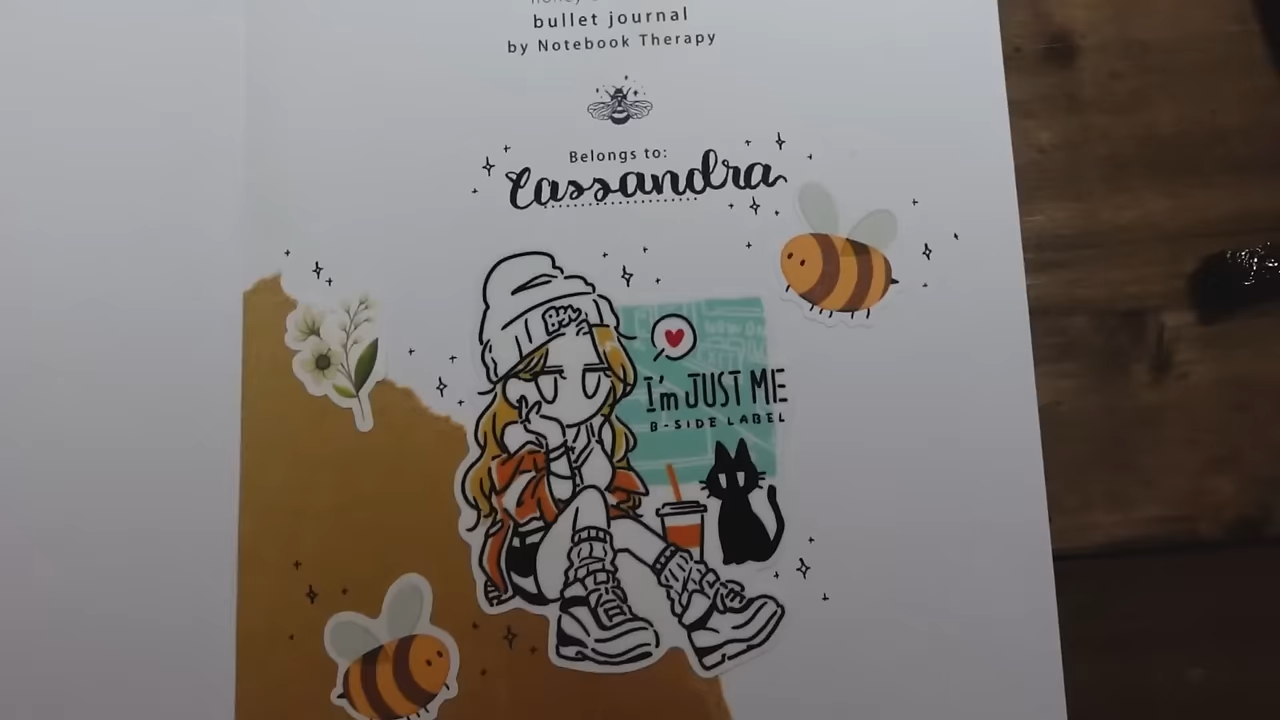 bullet journal
by Notebook Therapy
Belongs to:
Cassandra
I'm JUST ME
B-SIDE LABEL